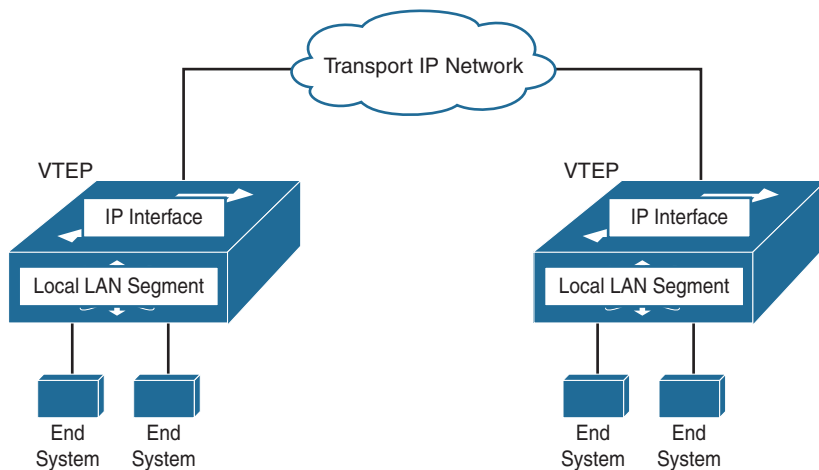 Transport IP Network
VTEP
VTEP
IP Interface
IP Interface
Local LAN Segment
Local LAN Segment
End
System
End
System
End
System
End
System